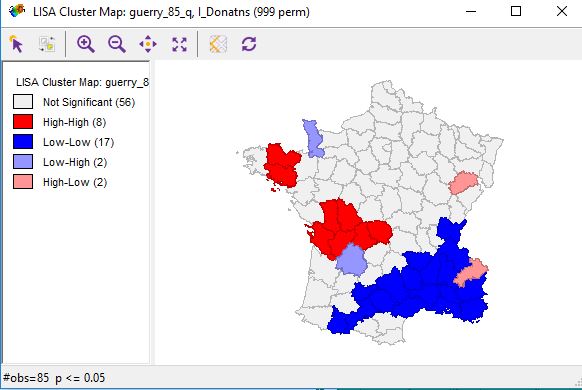 LISA Cluster Map: guerry_85_q, I_Donatns (999 perm)
LISA Cluster Map: guerry_8
Not Significant (56)
High-High (8)
Low-Low (17)
Low-High (2)
High-Low (2)
#obs=85 p <= 0.05